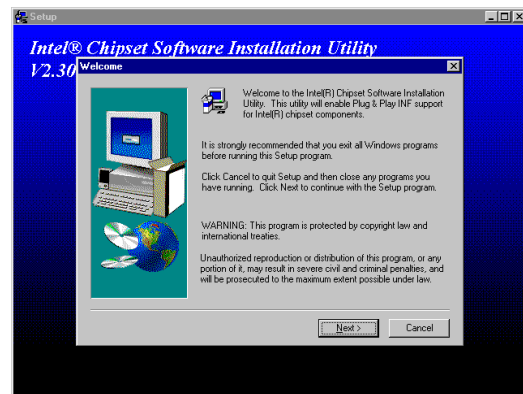 Setup
Intel® Chipset Software Installation Utility
V2.30
Welcome
Welcome to the Intel(R) Chipset Software Installation
Utility. This utility will enable Plug & Play INF support
for Intel(R) chipset components.
It is strongly recommended that you exit all Windows programs
before running this Setup program.
Click Cancel to quit Setup and then close any programs you
have running. Click Next to continue with the Setup program.
WARNING: This program is protected by copyright law and
international treaties.
Unauthorized reproduction or distribution of this program, or any
portion of it, may result in severe civil and criminal penalties, and
will be prosecuted to the maximum extent possible under law.
Next >
Cancel